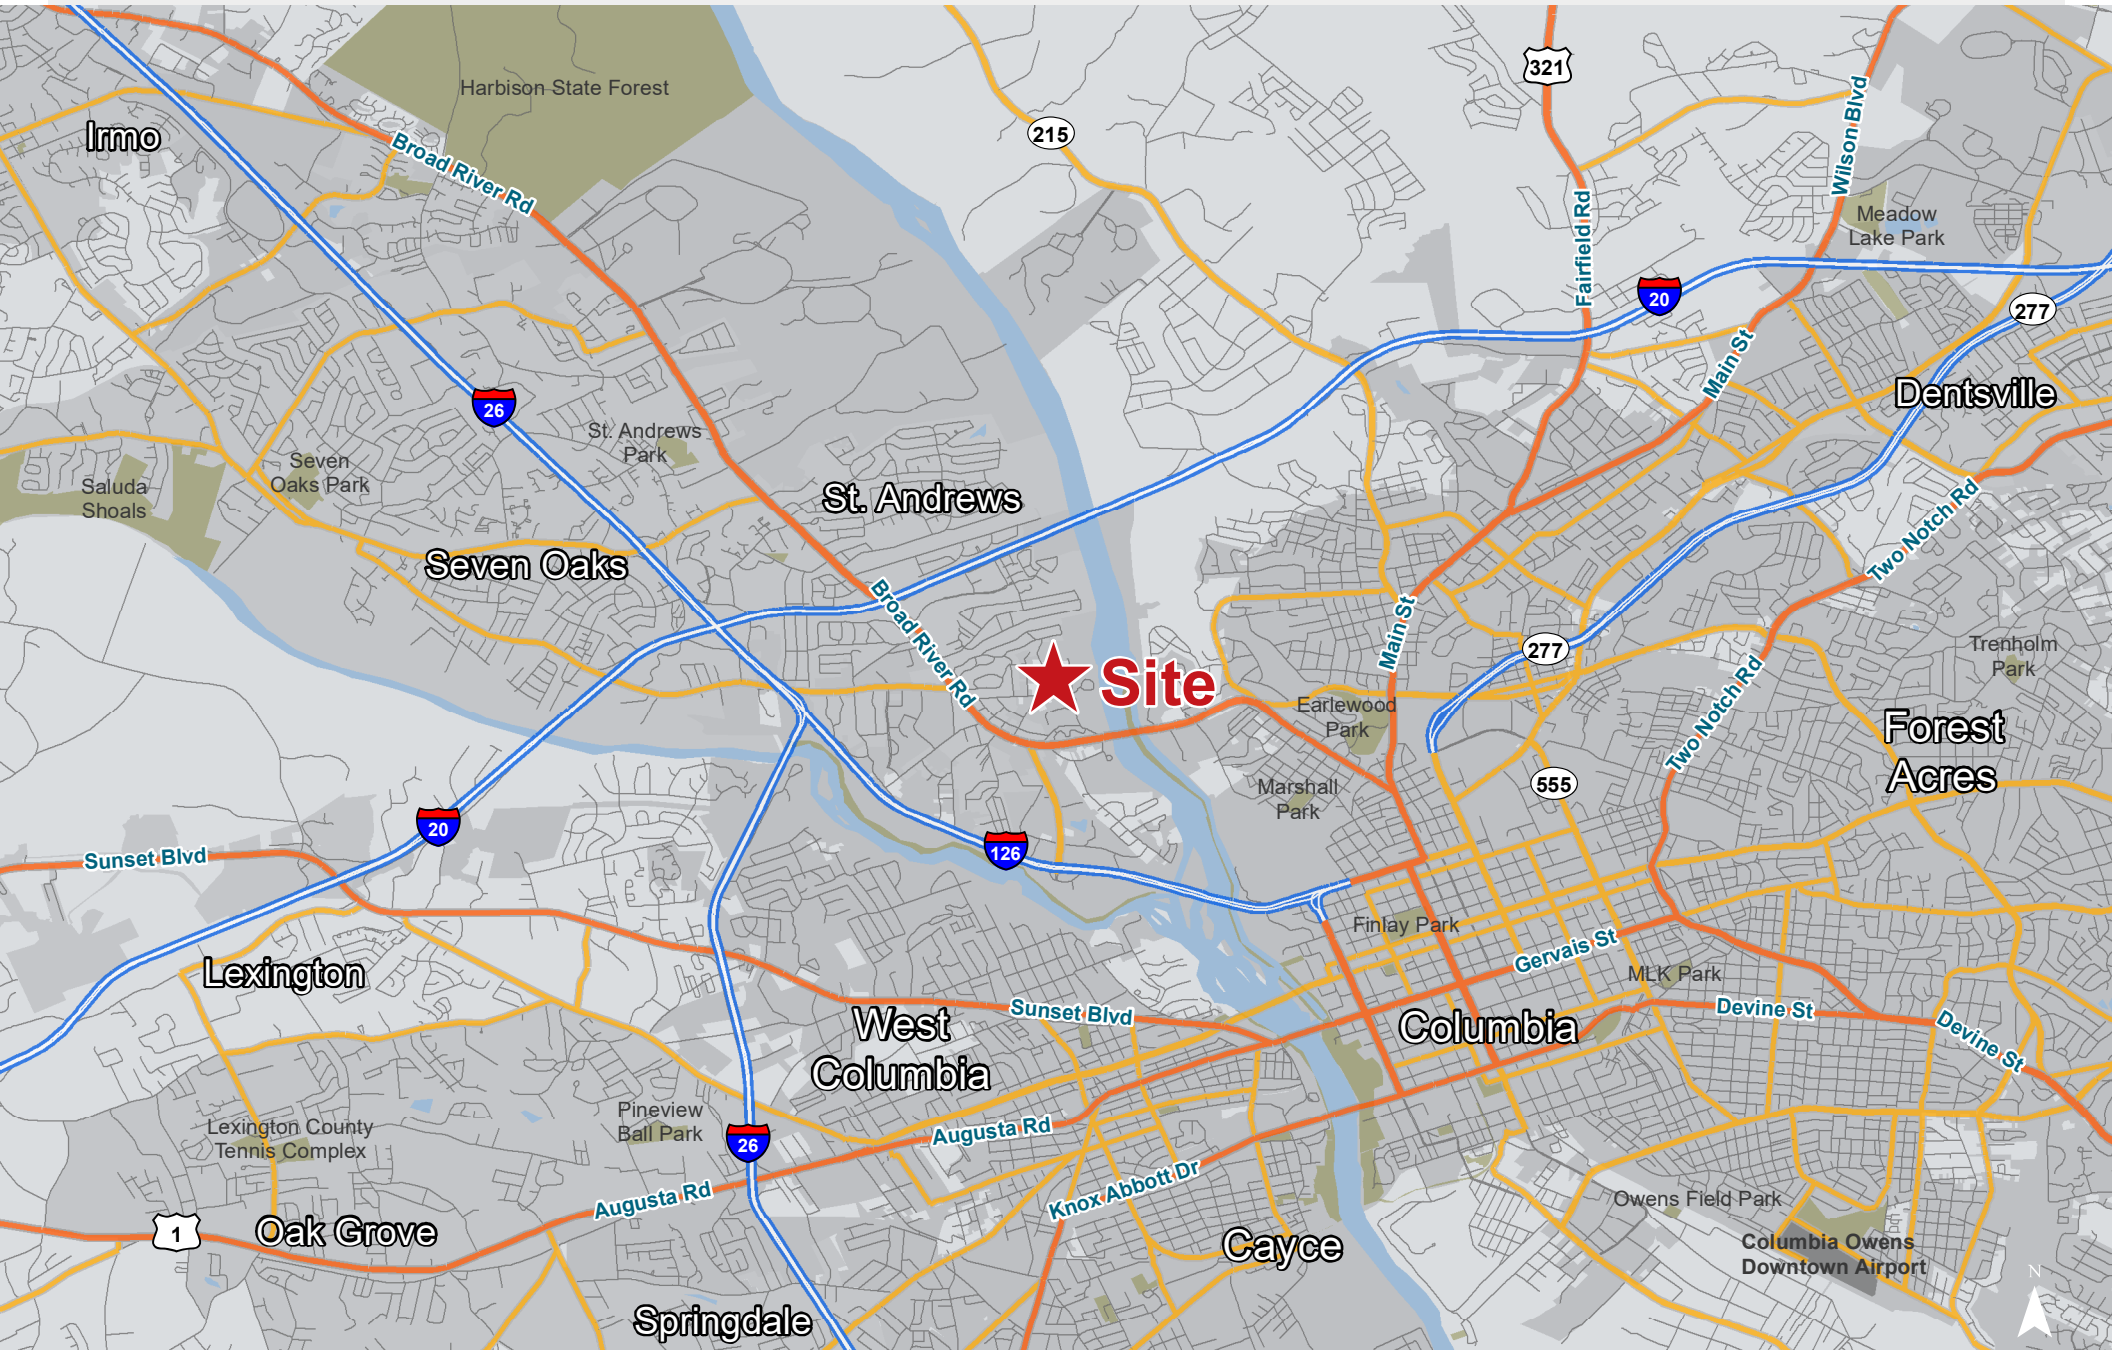 321
Harbison State Forest
Irmo
215
Wilson Blvd
Broad River Rd
Fairfield Rd
Meadow
Lake Park
20
277
Main St
26
Dentsville
St. Andrews
Park
Seven
Oaks Park
Saluda
Shoals
St. Andrews
Two Notch Rd
Seven Oaks
Broad River Rd
Main St
277
Trenholm
Park
Site
Two Notch Rd
Earlewood
Park
Forest
Acres
555
Marshall
Park
20
126
Sunset Blvd
Finlay Park
Gervais St
Lexington
MLK Park
Sunset Blvd
Devine St
West
Columbia
Columbia
Devine St
Pineview
Ball Park
Lexington County
Tennis Complex
26
Augusta Rd
Augusta Rd
Knox Abbott Dr
Owens Field Park
1
Oak Grove
Cayce
Columbia Owens
Downtown Airport
N
Springdale